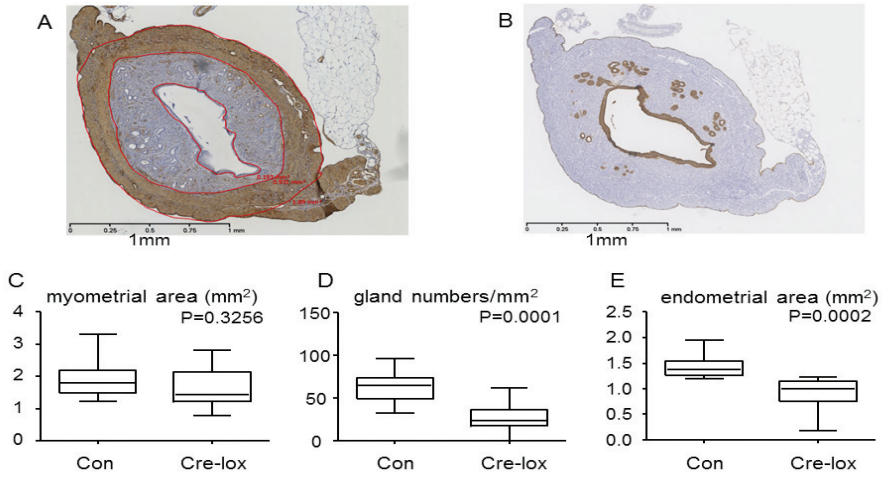 A
B
0 0.25 0.5 0.75 1 mm
1mm
0 0.25 0.5 0.75 1 mm
1mm
C
myometrial area (mm²)
P=0.3256
4
3
2
1
0
Con Cre-lox
D
gland numbers/mm²
P=0.0001
150
100
50
0
Con Cre-lox
E
endometrial area (mm²)
P=0.0002
2.5
2.0
1.5
1.0
0.5
0.0
Con Cre-lox